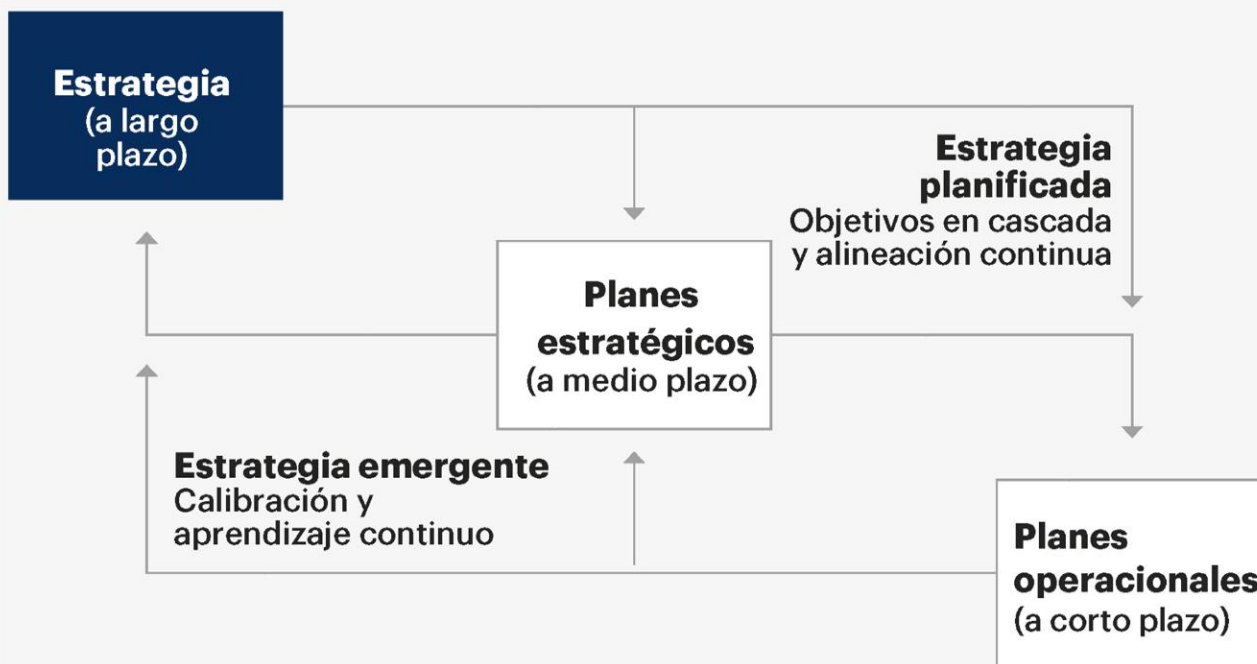 Estrategia
(a largo
plazo)
Estrategia
planificada
Objetivos en cascada
y alineación continua
Planes
estratégicos
(a medio plazo)
Estrategia emergente
Calibración y
aprendizaje continuo
Planes
operacionales
(a corto plazo)